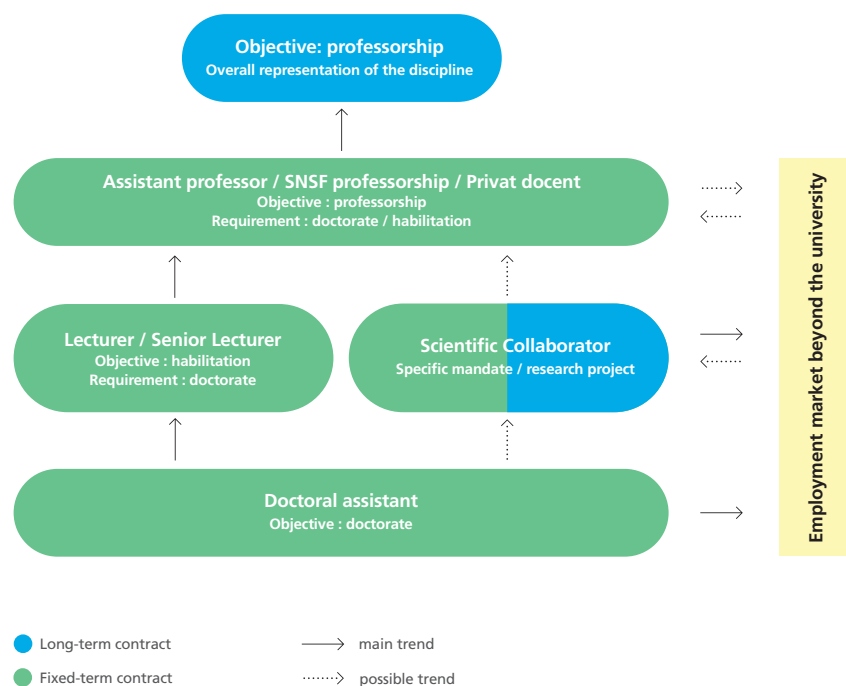 Objective: professorship
Overall representation of the discipline
Assistant professor / SNSF professorship / Privat docent
Objective : professorship
Requirement : doctorate / habilitation
Lecturer / Senior Lecturer
Objective : habilitation
Requirement : doctorate
Scientific Collaborator
Specific mandate / research project
Doctoral assistant
Objective : doctorate
Employment market beyond the university
Long-term contract
main trend
Fixed-term contract
possible trend